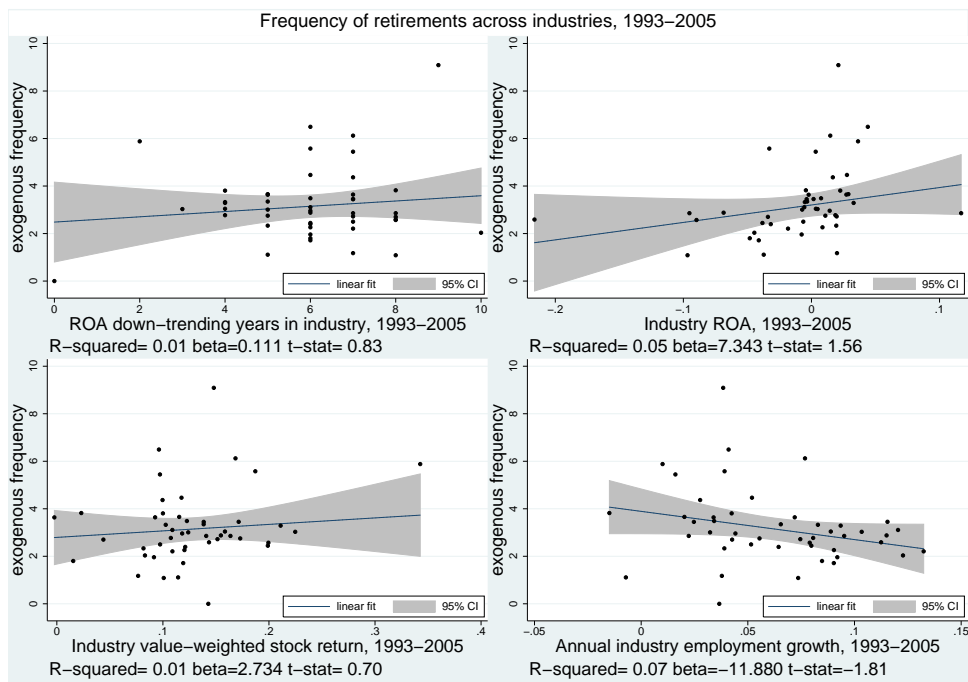 Frequency of retirements across industries, 1993−2005
exogenous frequency
0 2 4 6 8 10
0 2 4 6 8 10
linear fit 95% CI
ROA down−trending years in industry, 1993−2005
R−squared= 0.01 beta=0.111 t−stat= 0.83
exogenous frequency
0 2 4 6 8 10
−.2 −.1 0 .1
linear fit 95% CI
Industry ROA, 1993−2005
R−squared= 0.05 beta=7.343 t−stat= 1.56
exogenous frequency
0 2 4 6 8 10
0 .1 .2 .3 .4
linear fit 95% CI
Industry value−weighted stock return, 1993−2005
R−squared= 0.01 beta=2.734 t−stat= 0.70
exogenous frequency
0 2 4 6 8 10
−.05 0 .05 .1 .15
linear fit 95% CI
Annual industry employment growth, 1993−2005
R−squared= 0.07 beta=−11.880 t−stat=−1.81